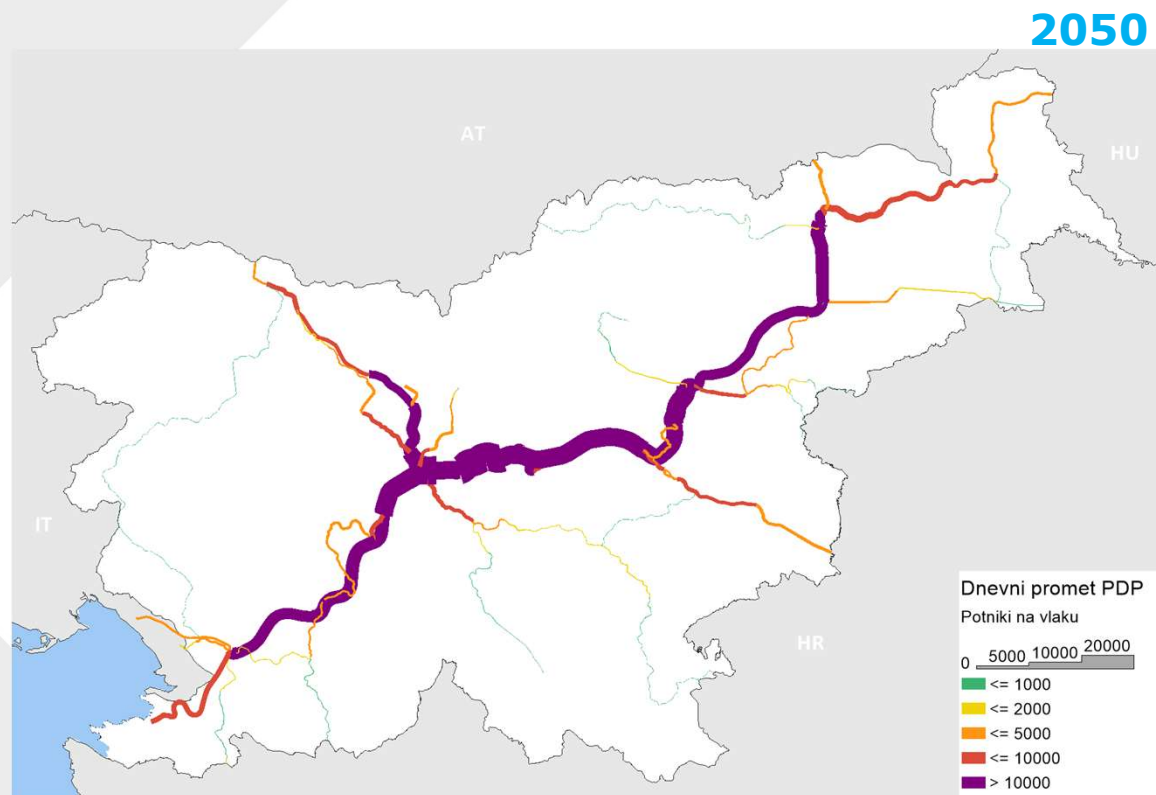 2050
AT
HU
IT
HR
Dnevni promet PDP
Potniki na vlaku
0 5000 10000 20000
<= 1000
<= 2000
<= 5000
<= 10000
> 10000